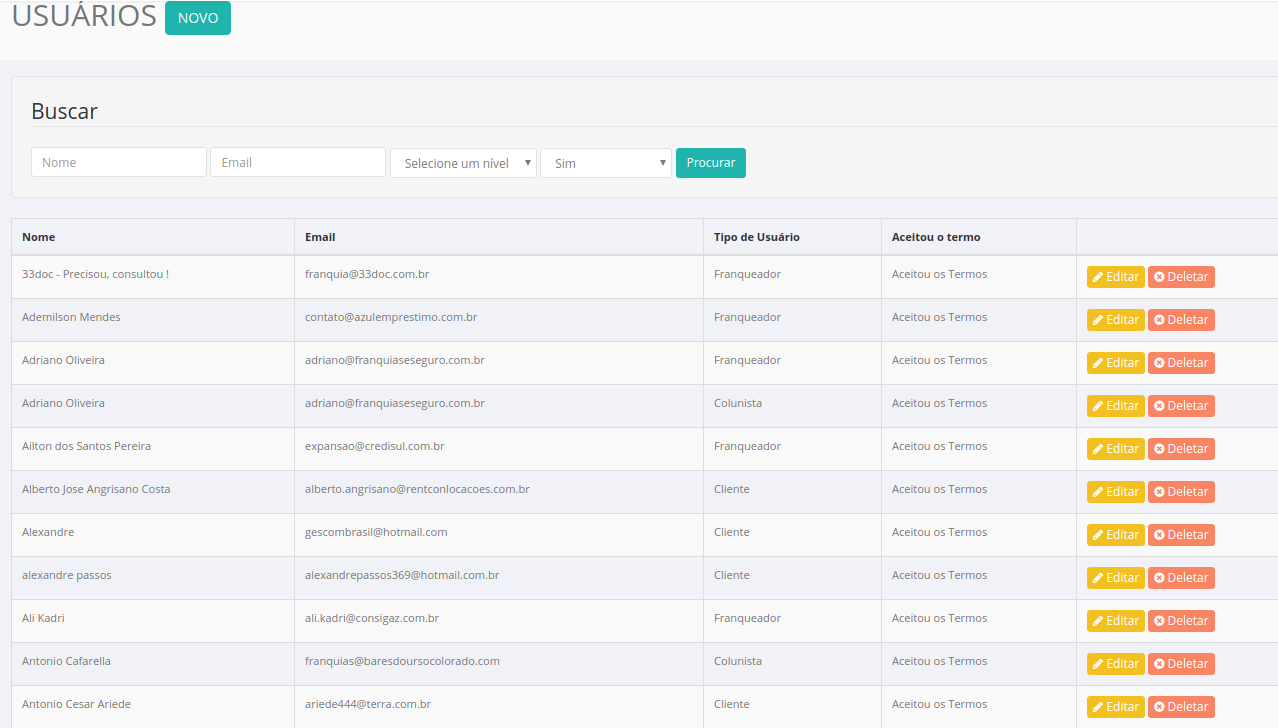 USUÁRIOS NOVO
Buscar
Nome Email Selecione um nível Sim Procurar
Nome Email Tipo de Usuário Aceitou o termo
33doc - Precisou, consultou ! franquia@33doc.com.br Franqueador Aceitou os Termos Editar Deletar
Ademilson Mendes contato@azulemprestimo.com.br Franqueador Aceitou os Termos Editar Deletar
Adriano Oliveira adriano@franquiaseseguro.com.br Franqueador Aceitou os Termos Editar Deletar
Adriano Oliveira adriano@franquiaseseguro.com.br Colunista Aceitou os Termos Editar Deletar
Ailton dos Santos Pereira expansao@credisul.com.br Franqueador Aceitou os Termos Editar Deletar
Alberto Jose Angrisano Costa alberto.angrisano@rentconlocacoes.com.br Cliente Aceitou os Termos Editar Deletar
Alexandre gescombrasil@hotmail.com Cliente Aceitou os Termos Editar Deletar
alexandre passos alexandrepassos369@hotmail.com.br Cliente Aceitou os Termos Editar Deletar
Ali Kadri ali.kadri@consigaz.com.br Franqueador Aceitou os Termos Editar Deletar
Antonio Cafarella franquias@baresdoursocolorado.com Colunista Aceitou os Termos Editar Deletar
Antonio Cesar Ariede ariede444@terra.com.br Cliente Aceitou os Termos Editar Deletar